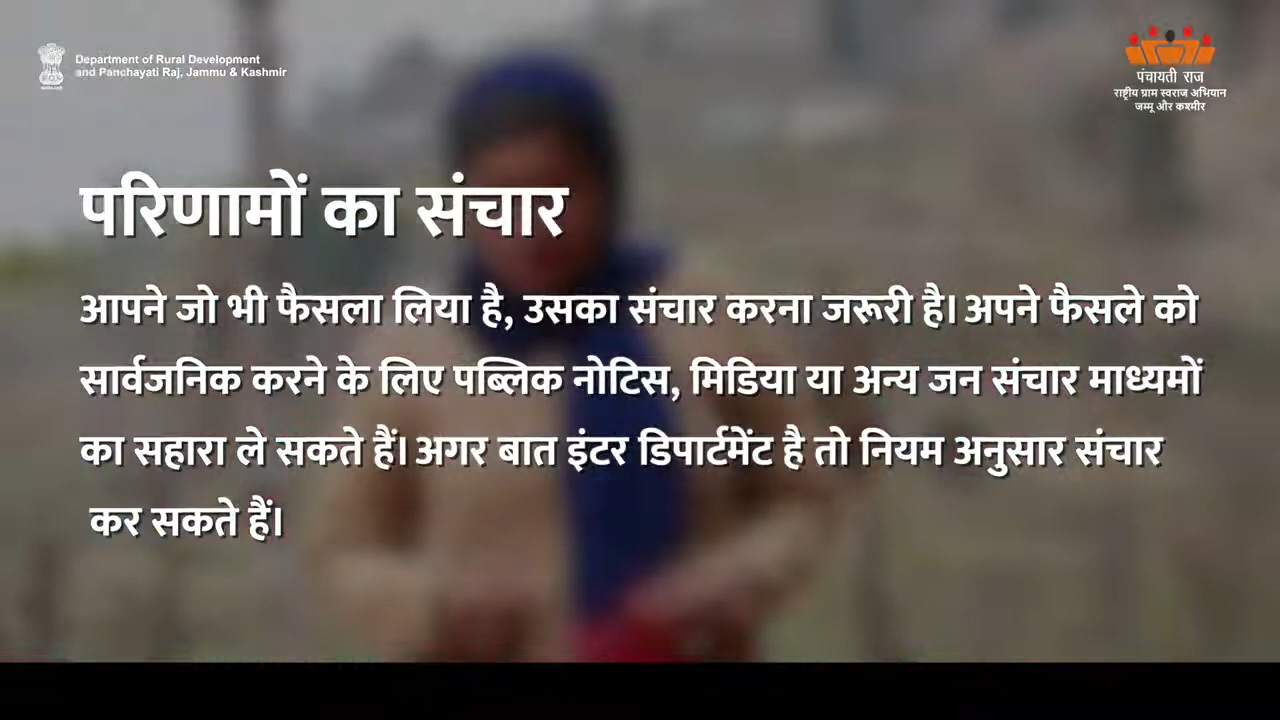 Department of Rural Development
and Panchayati Raj, Jammu & Kashmir
पंचायती राज
राष्ट्रीय ग्राम स्वराज अभियान
जम्मू और कश्मीर
परिणामों का संचार
आपने जो भी फैसला लिया है, उसका संचार करना जरूरी है। अपने फैसले को
सार्वजनिक करने के लिए पब्लिक नोटिस, मिडिया या अन्य जन संचार माध्यमों
का सहारा ले सकते हैं। अगर बात इंटर डिपार्टमेंट है तो नियम अनुसार संचार
कर सकते हैं।